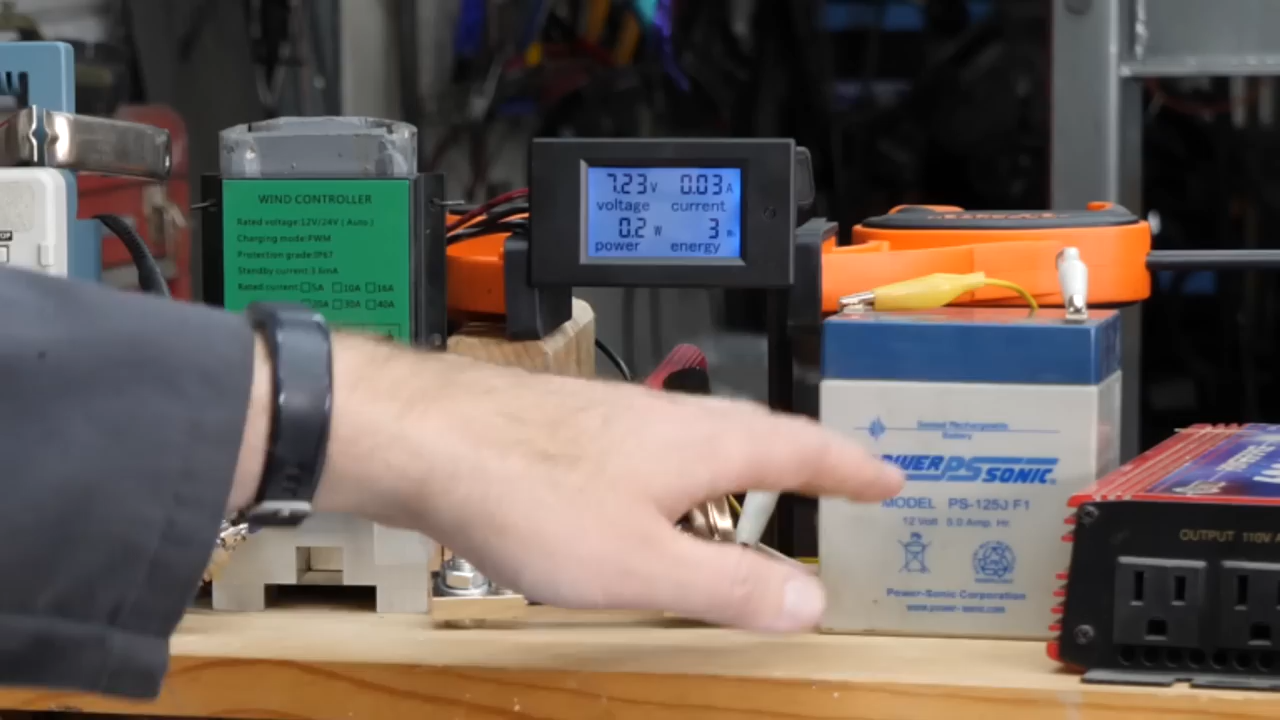 WIND CONTROLLER
Rated voltage:12V/24V ( Auto )
Charging mode:PWM
Protection grade:IP67
Standby current:3.6mA
Rated current □5A □10A □16A
□20A □30A □40A
7.23 V 0.03 A
voltage current
0.2 W 3
power energy
Sealed Rechargeable
Battery
POWER PS SONIC
MODEL PS-1250 F1
12 Volt 5.0 Amp. Hr.
Power-Sonic Corporation
www.power-sonic.com
OUTPUT 110V